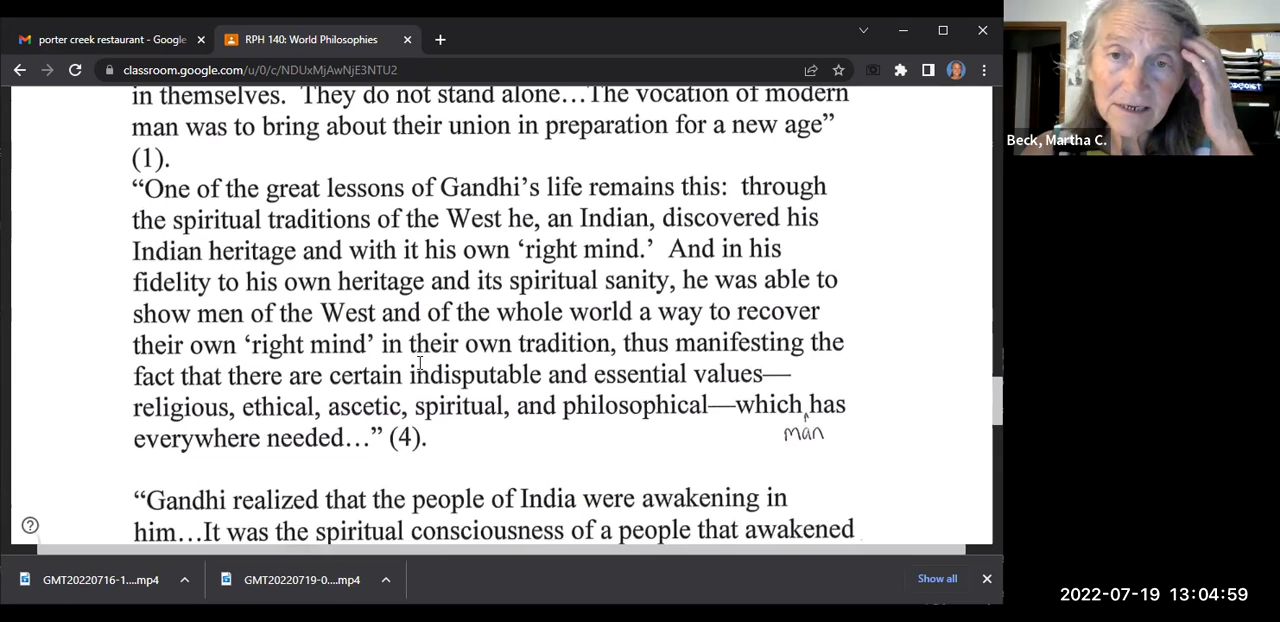 porter creek restaurant - Google
RPH 140: World Philosophies
classroom.google.com/u/0/c/NDUxMjAwNjE3NTU2
Beck, Martha C.
in themselves. They do not stand alone…The vocation of modern
man was to bring about their union in preparation for a new age”
(1).
“One of the great lessons of Gandhi’s life remains this: through
the spiritual traditions of the West he, an Indian, discovered his
Indian heritage and with it his own ‘right mind.’ And in his
fidelity to his own heritage and its spiritual sanity, he was able to
show men of the West and of the whole world a way to recover
their own ‘right mind’ in their own tradition, thus manifesting the
fact that there are certain indisputable and essential values—
religious, ethical, ascetic, spiritual, and philosophical—which has
man
everywhere needed…” (4).
“Gandhi realized that the people of India were awakening in
him…It was the spiritual consciousness of a people that awakened
GMT20220716-1....mp4
GMT20220719-0....mp4
Show all
2022-07-19 13:04:59